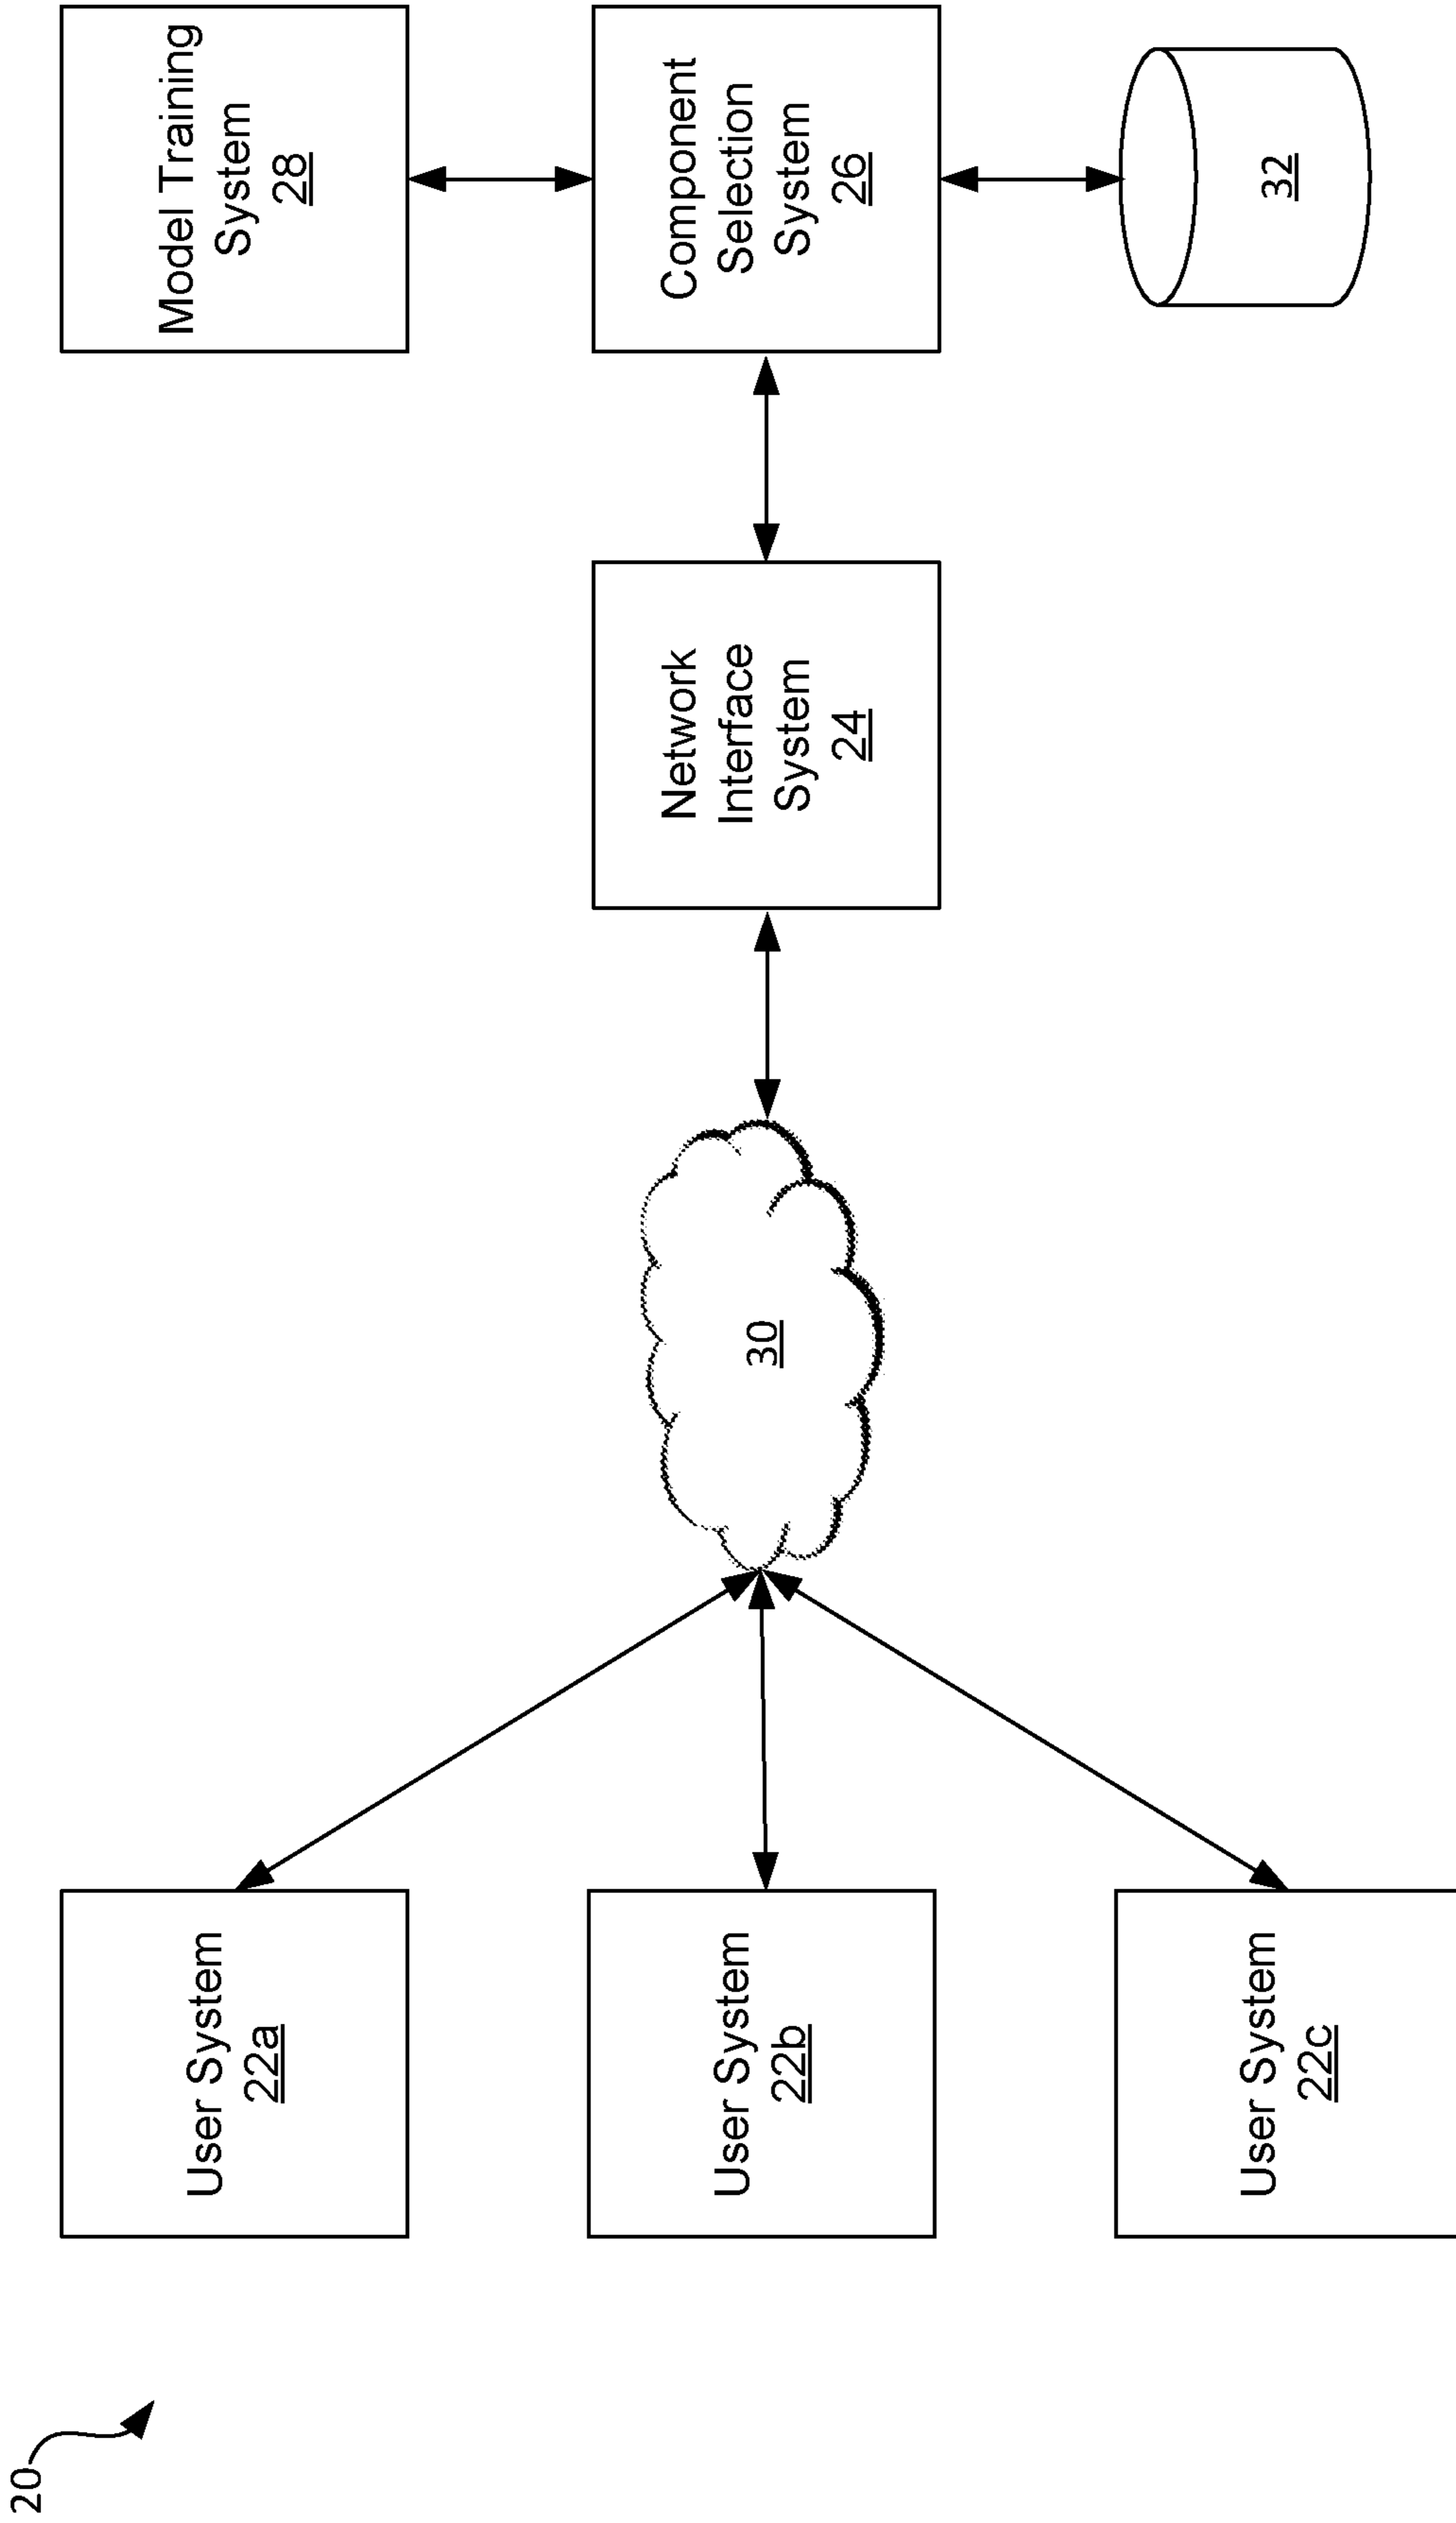 20
User System
22a
User System
22b
User System
22c
30
Network
Interface
System
24
Model Training
System
28
Component
Selection
System
26
32